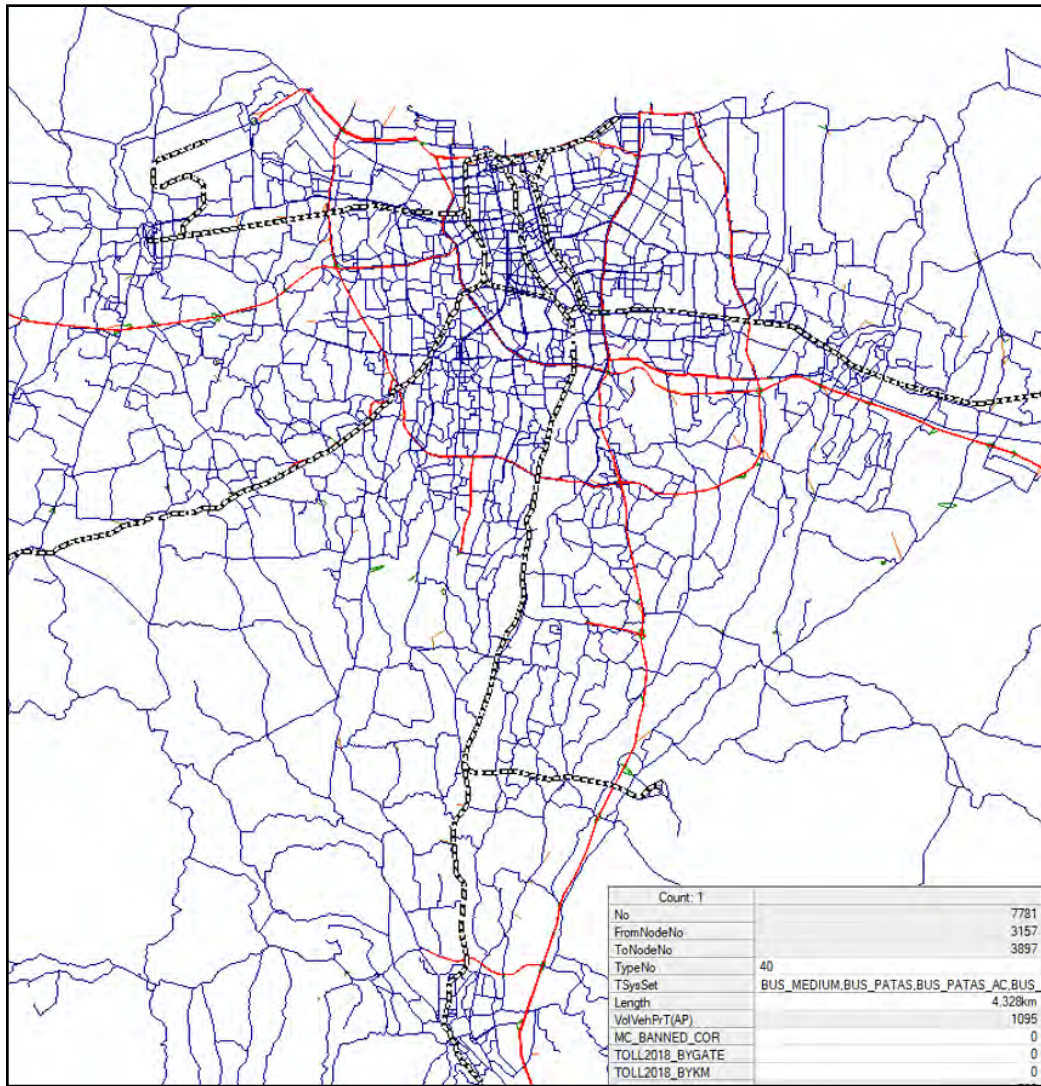 Count: 1
No 7781
FromNodeNo 3157
ToNodeNo 3897
TypeNo 40
TSysSet BUS_MEDIUM,BUS_PATAS,BUS_PATAS_AC,BUS_
Length 4.328km
VolVehPrT(AP) 1095
MC_BANNED_COR 0
TOLL2018_BYGATE 0
TOLL2018_BYKM 0